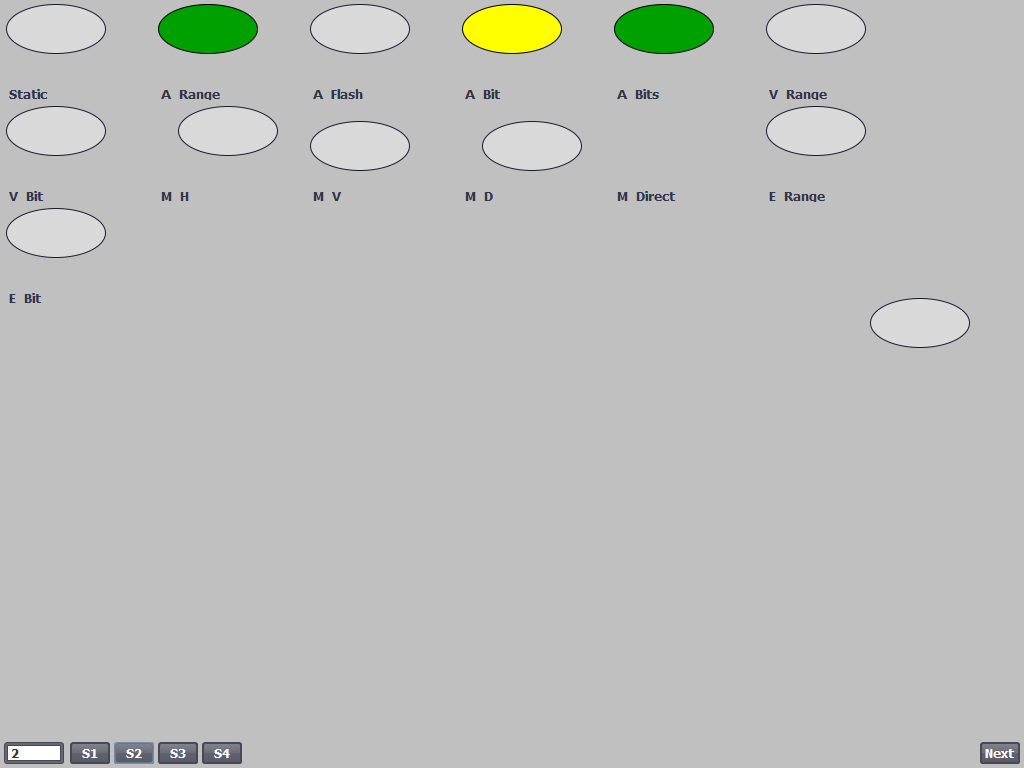 Static A Range A Flash A Bit A Bits V Range
V Bit M H M V M D M Direct E Range
E Bit
2 S1 S2 S3 S4 Next